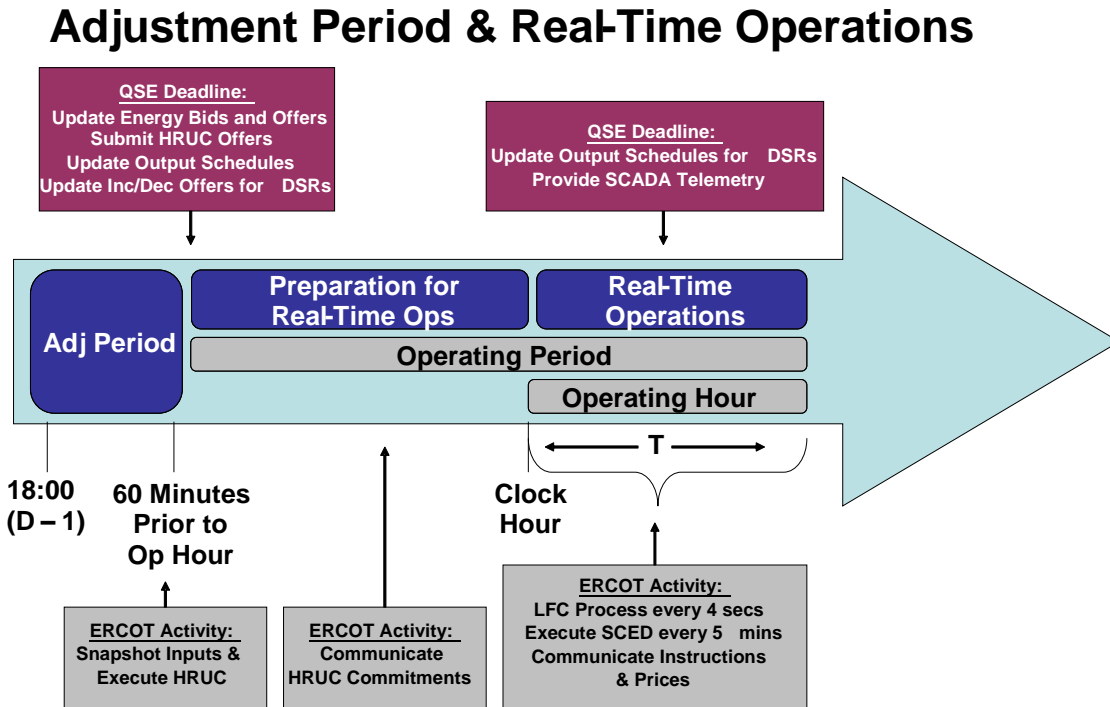 Adjustment Period & Real-Time Operations
QSE Deadline:
Update Energy Bids and Offers
Submit HRUC Offers
Update Output Schedules
Update Inc/Dec Offers for DSRs
QSE Deadline:
Update Output Schedules for DSRs
Provide SCADA Telemetry
Adj Period
Preparation for
Real-Time Ops
Real-Time
Operations
Operating Period
Operating Hour
T
18:00
(D – 1)
60 Minutes
Prior to
Op Hour
Clock
Hour
ERCOT Activity:
Snapshot Inputs &
Execute HRUC
ERCOT Activity:
Communicate
HRUC Commitments
ERCOT Activity:
LFC Process every 4 secs
Execute SCED every 5 mins
Communicate Instructions
& Prices